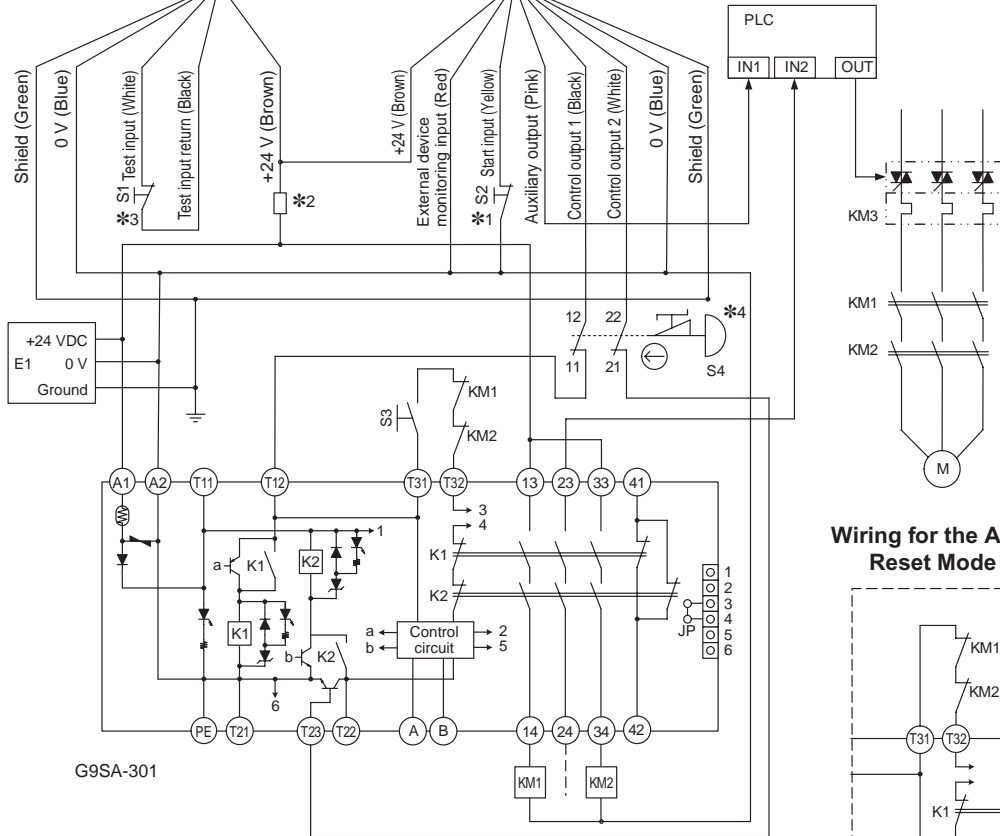 PLC
IN1 IN2 OUT
Shield (Green)
0 V (Blue)
Test input (White)
S1
*3
Test input return (Black)
+24 V (Brown)
*2
+24 V (Brown)
External device
monitoring input (Red)
Start input (Yellow)
S2
*1
Auxiliary output (Pink)
Control output 1 (Black)
Control output 2 (White)
0 V (Blue)
Shield (Green)
KM3
KM1
KM2
M
12 22 *4
11 21 S4
+24 VDC
E1 0 V
Ground
S3
KM1
KM2
A1 A2 T11 T12 T31 T32 13 23 33 41
3
4
1
a K1 K2
K1
K2
K1
b K2
a Control 2
b circuit 5
6
1
2
3
4
JP 5
6
PE T21 T23 T22 A B 14 24 34 42
G9SA-301
KM1 KM2
Wiring for the A
Reset Mode
KM1
KM2
T31 T32
K1